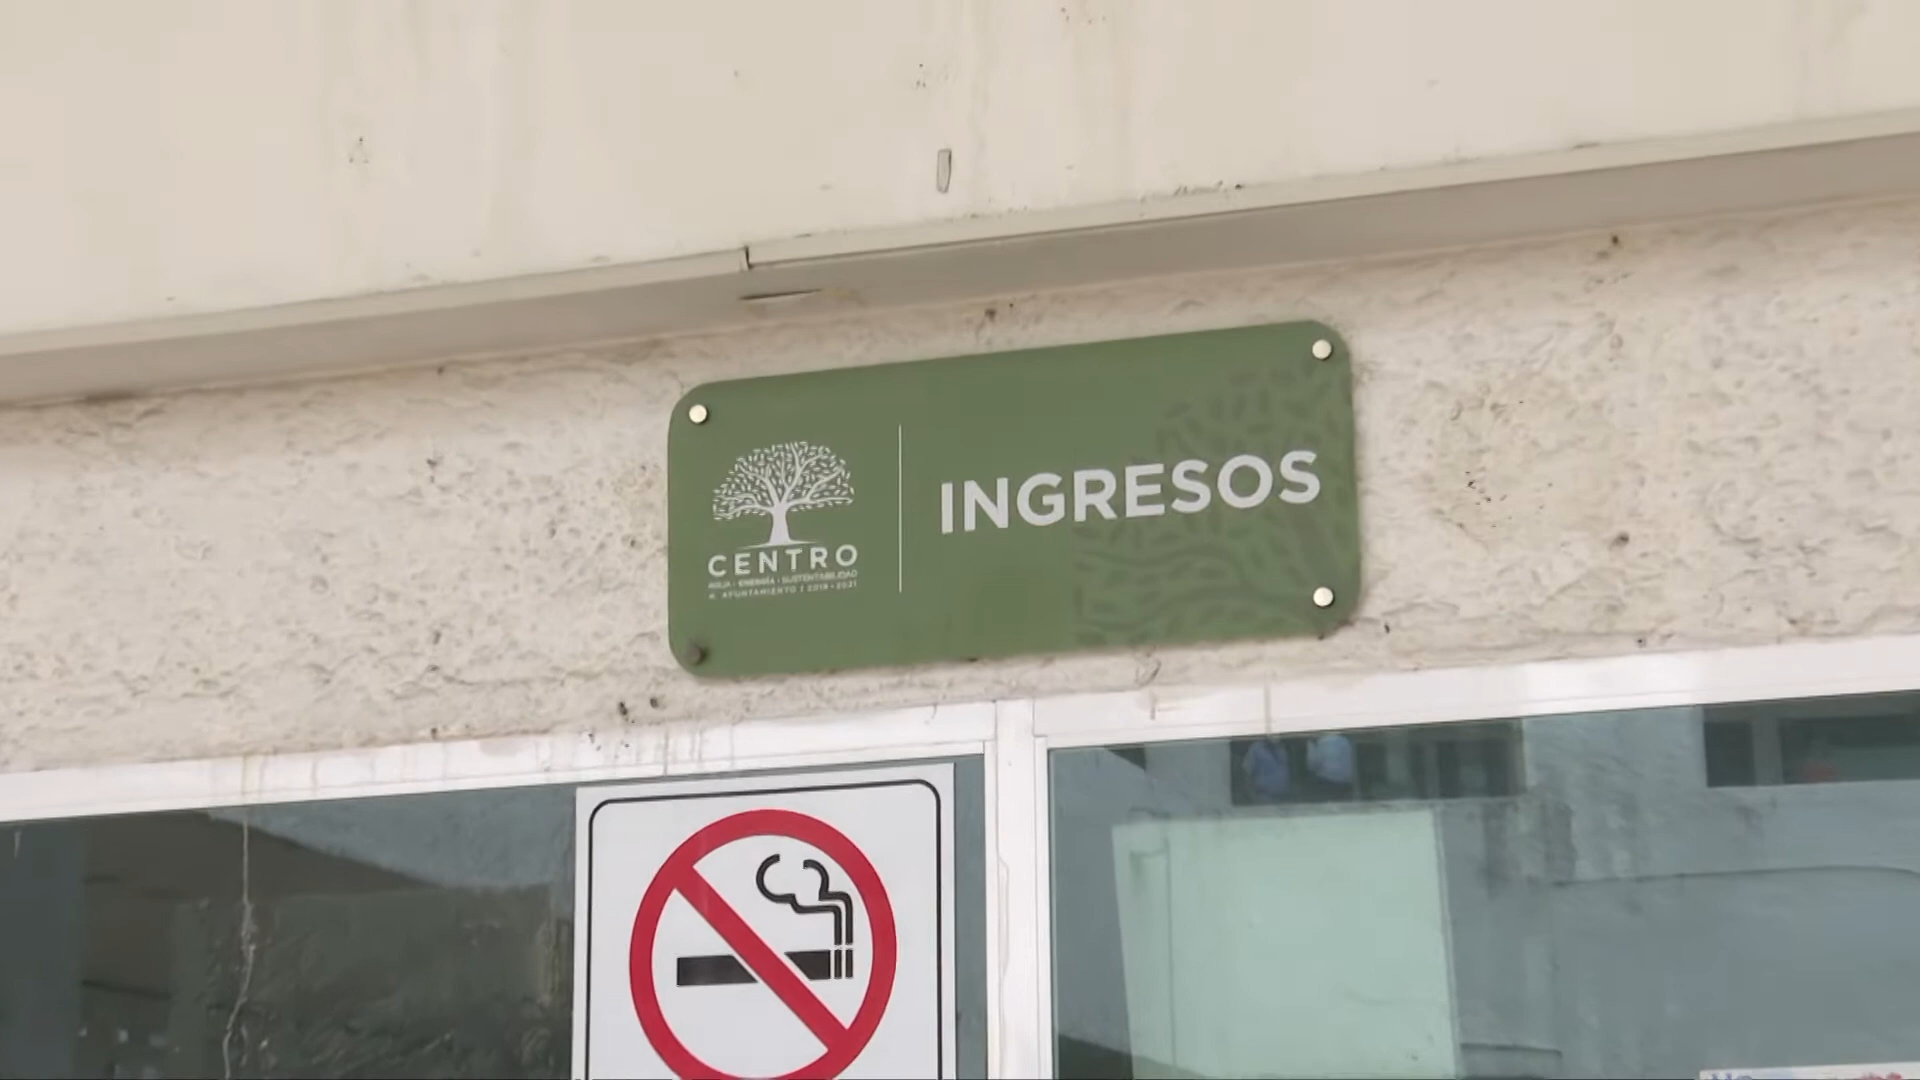 INGRESOS
CENTRO
AGUA • ENERGÍA • SUSTENTABILIDAD
H. AYUNTAMIENTO | 2018 • 2021